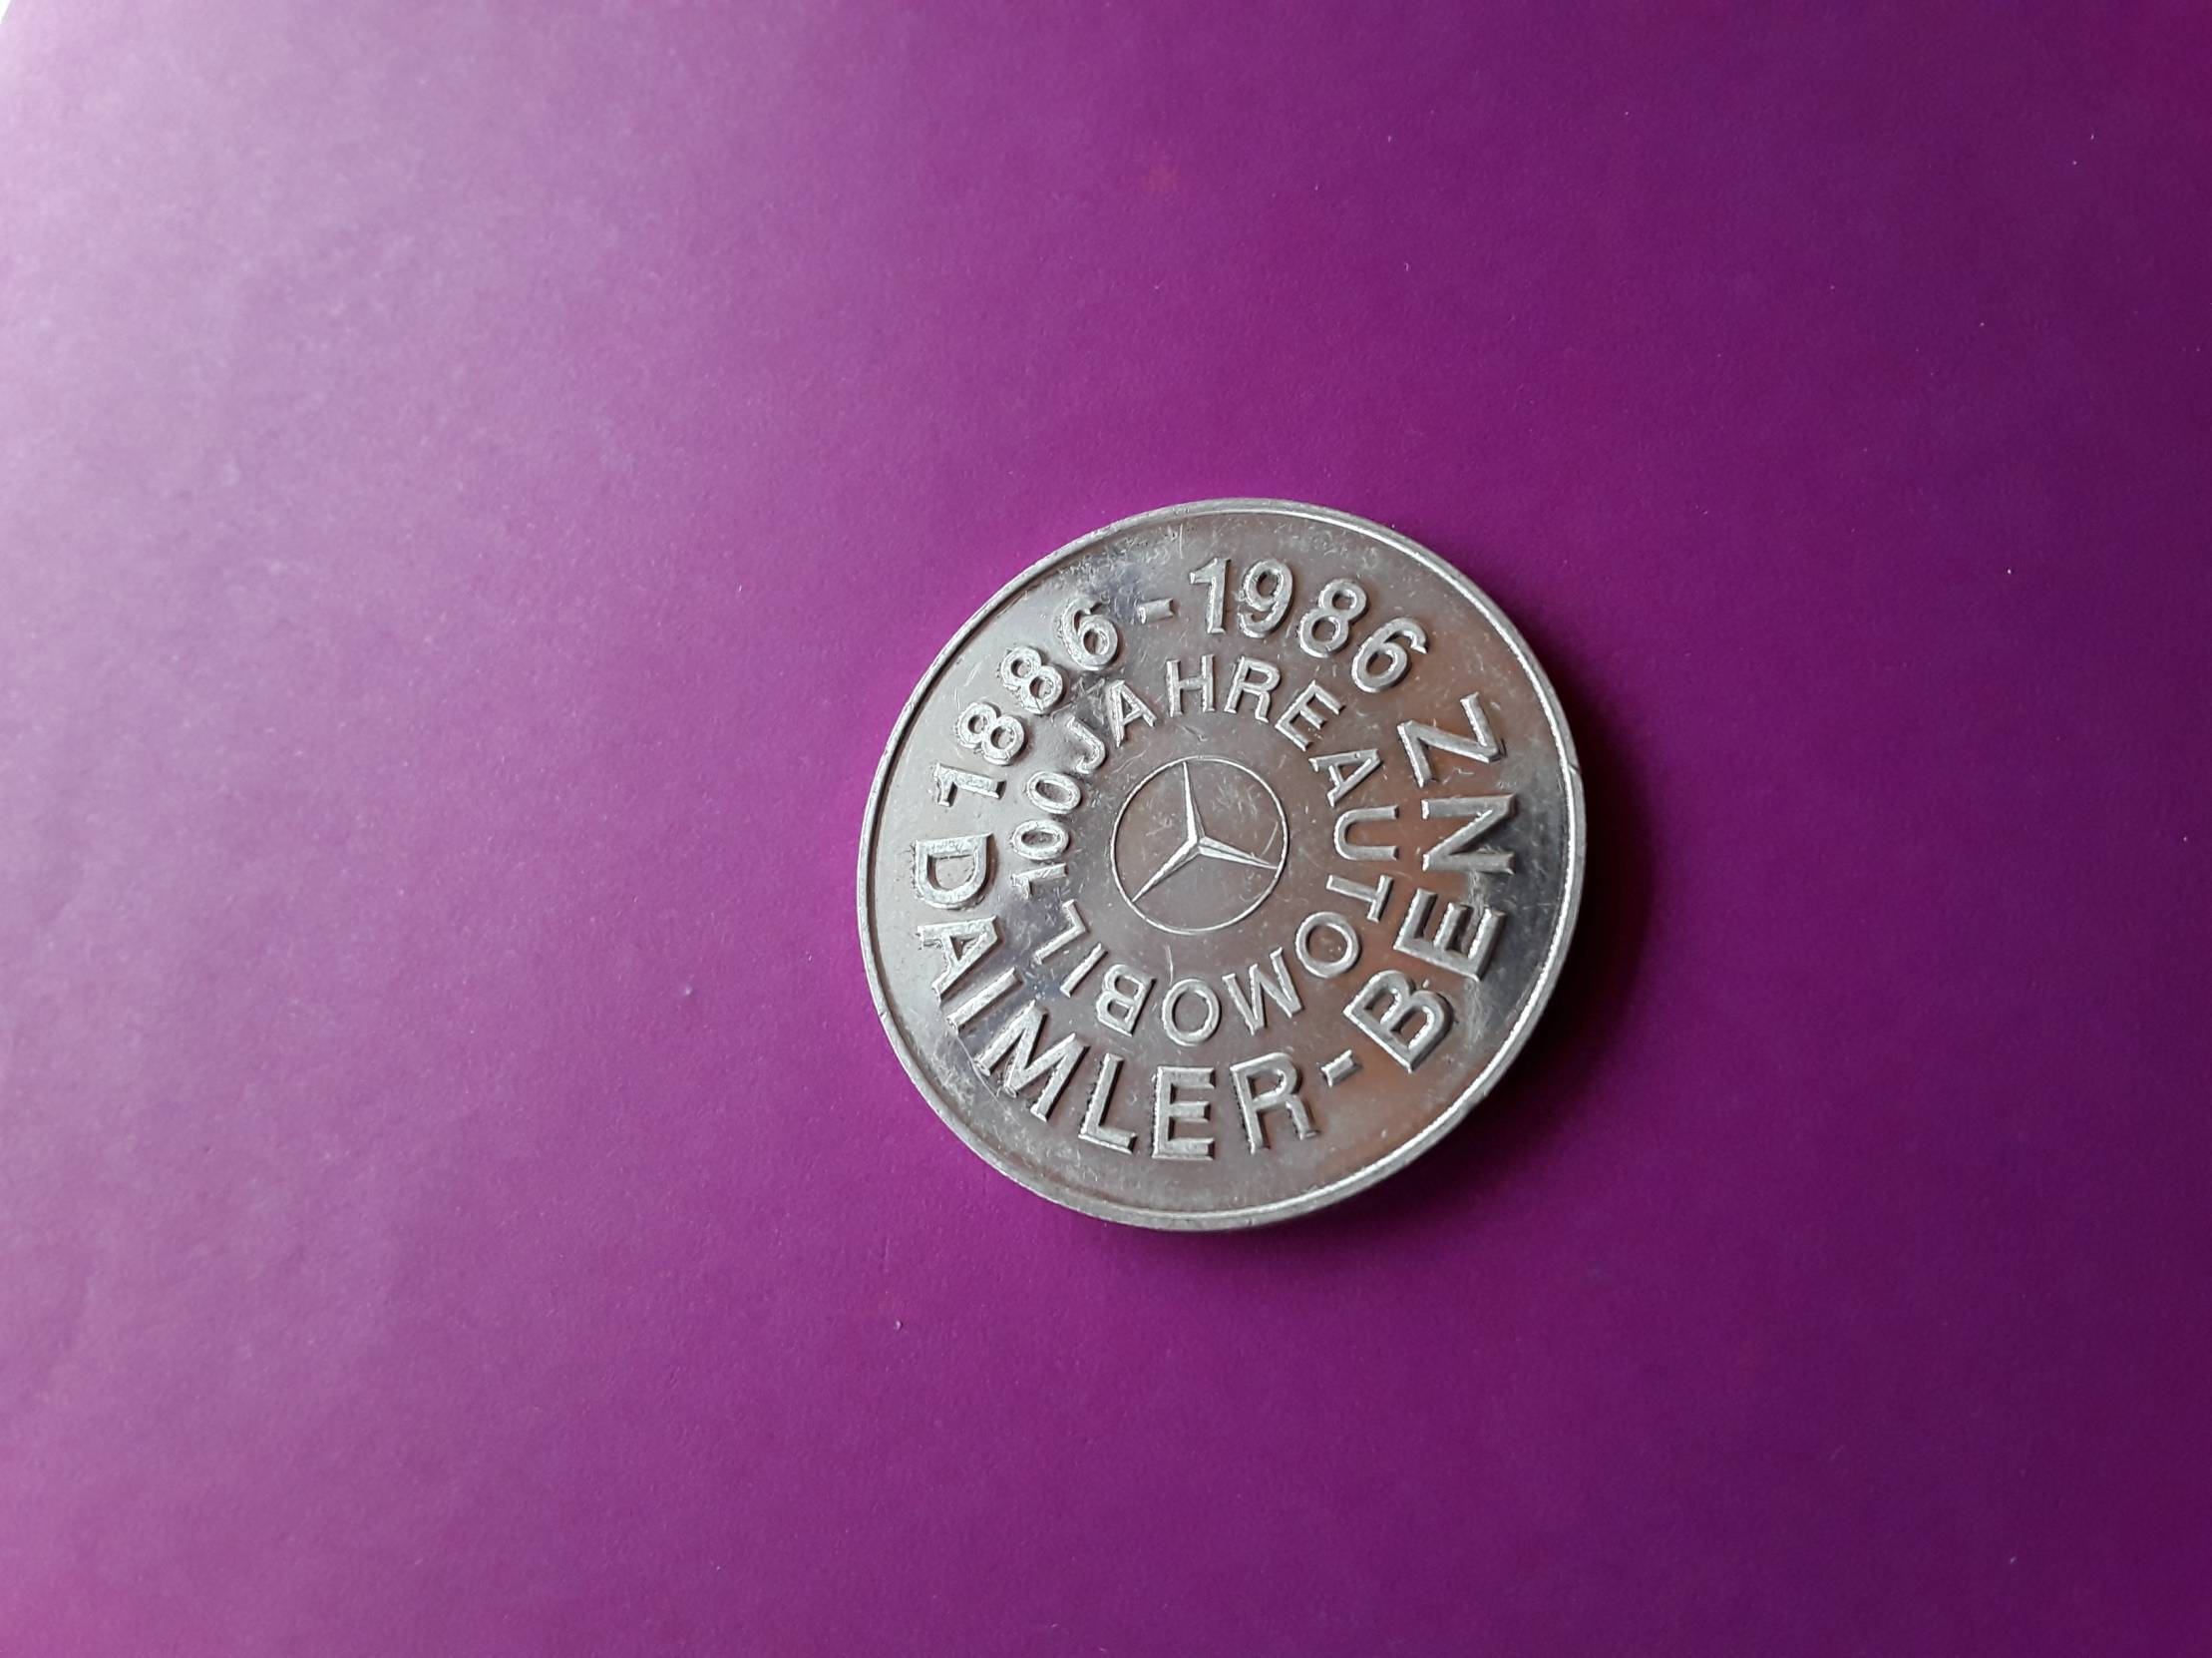 1886-1986
DAIMLER-BENZ
100 JAHRE AUTOMOBIL